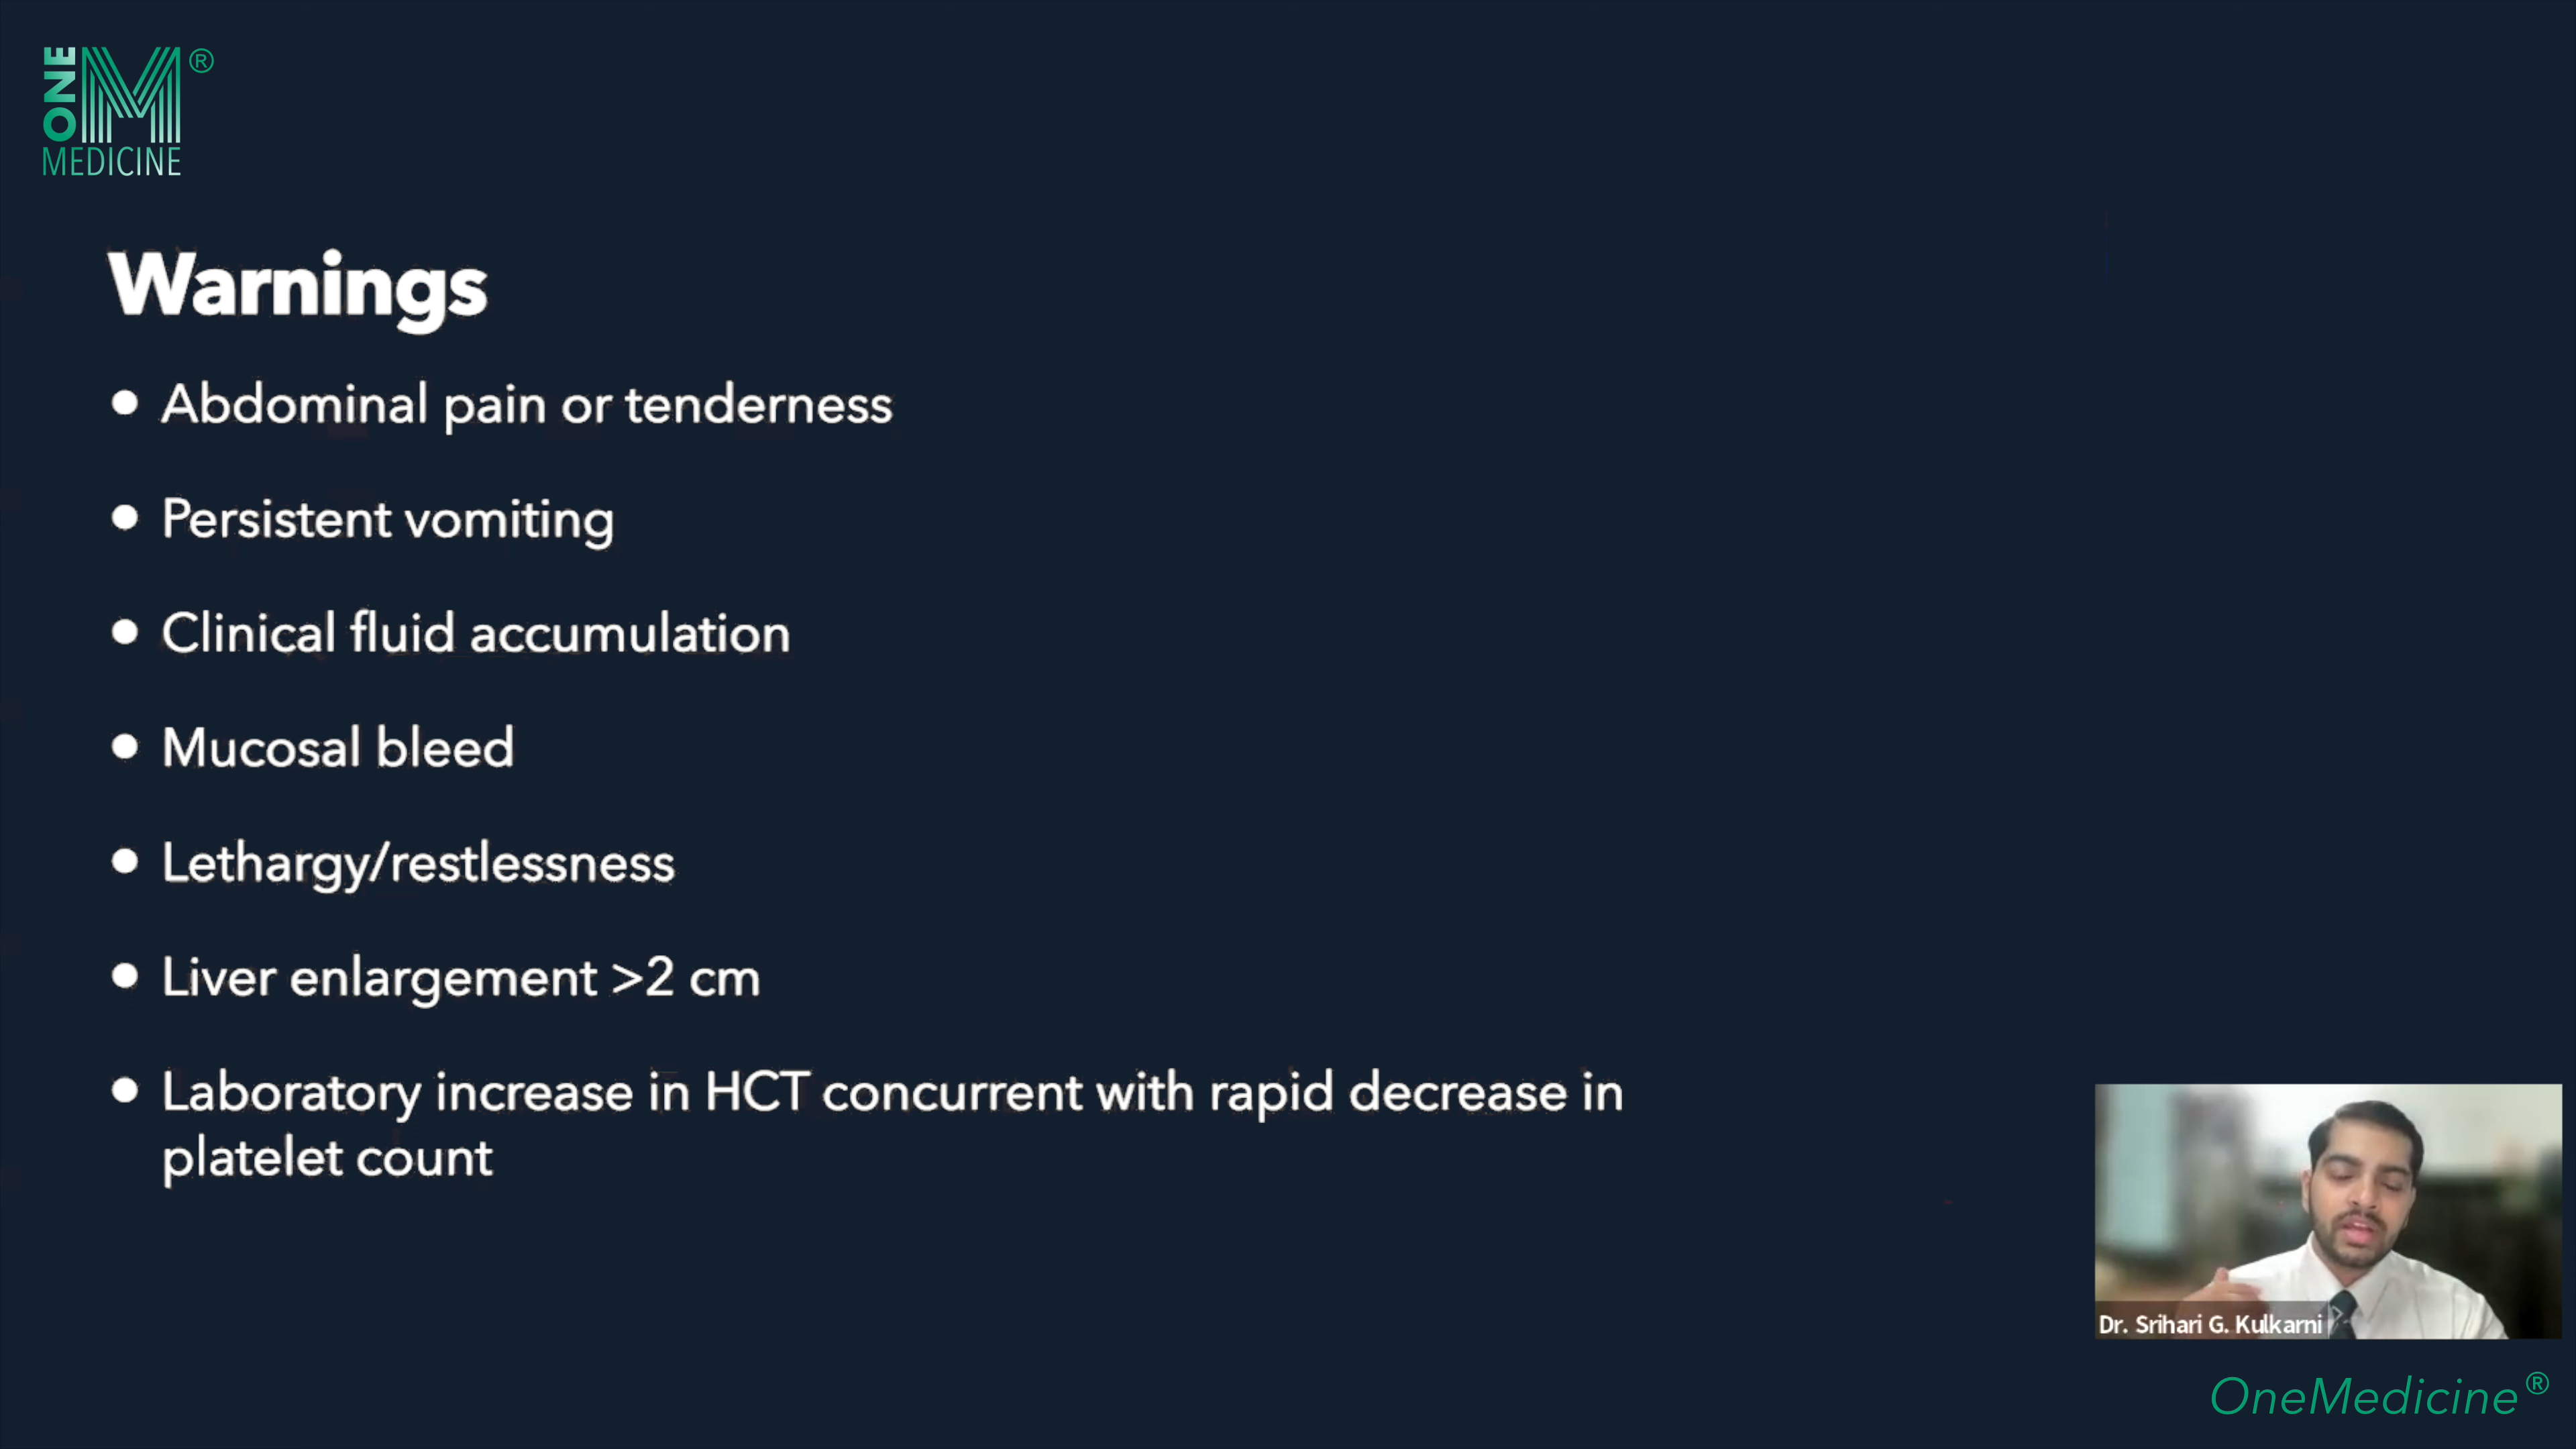 ONE
M®
MEDICINE
Warnings
• Abdominal pain or tenderness
• Persistent vomiting
• Clinical fluid accumulation
• Mucosal bleed
• Lethargy/restlessness
• Liver enlargement >2 cm
• Laboratory increase in HCT concurrent with rapid decrease in
platelet count
Dr. Srihari G. Kulkarni
OneMedicine®